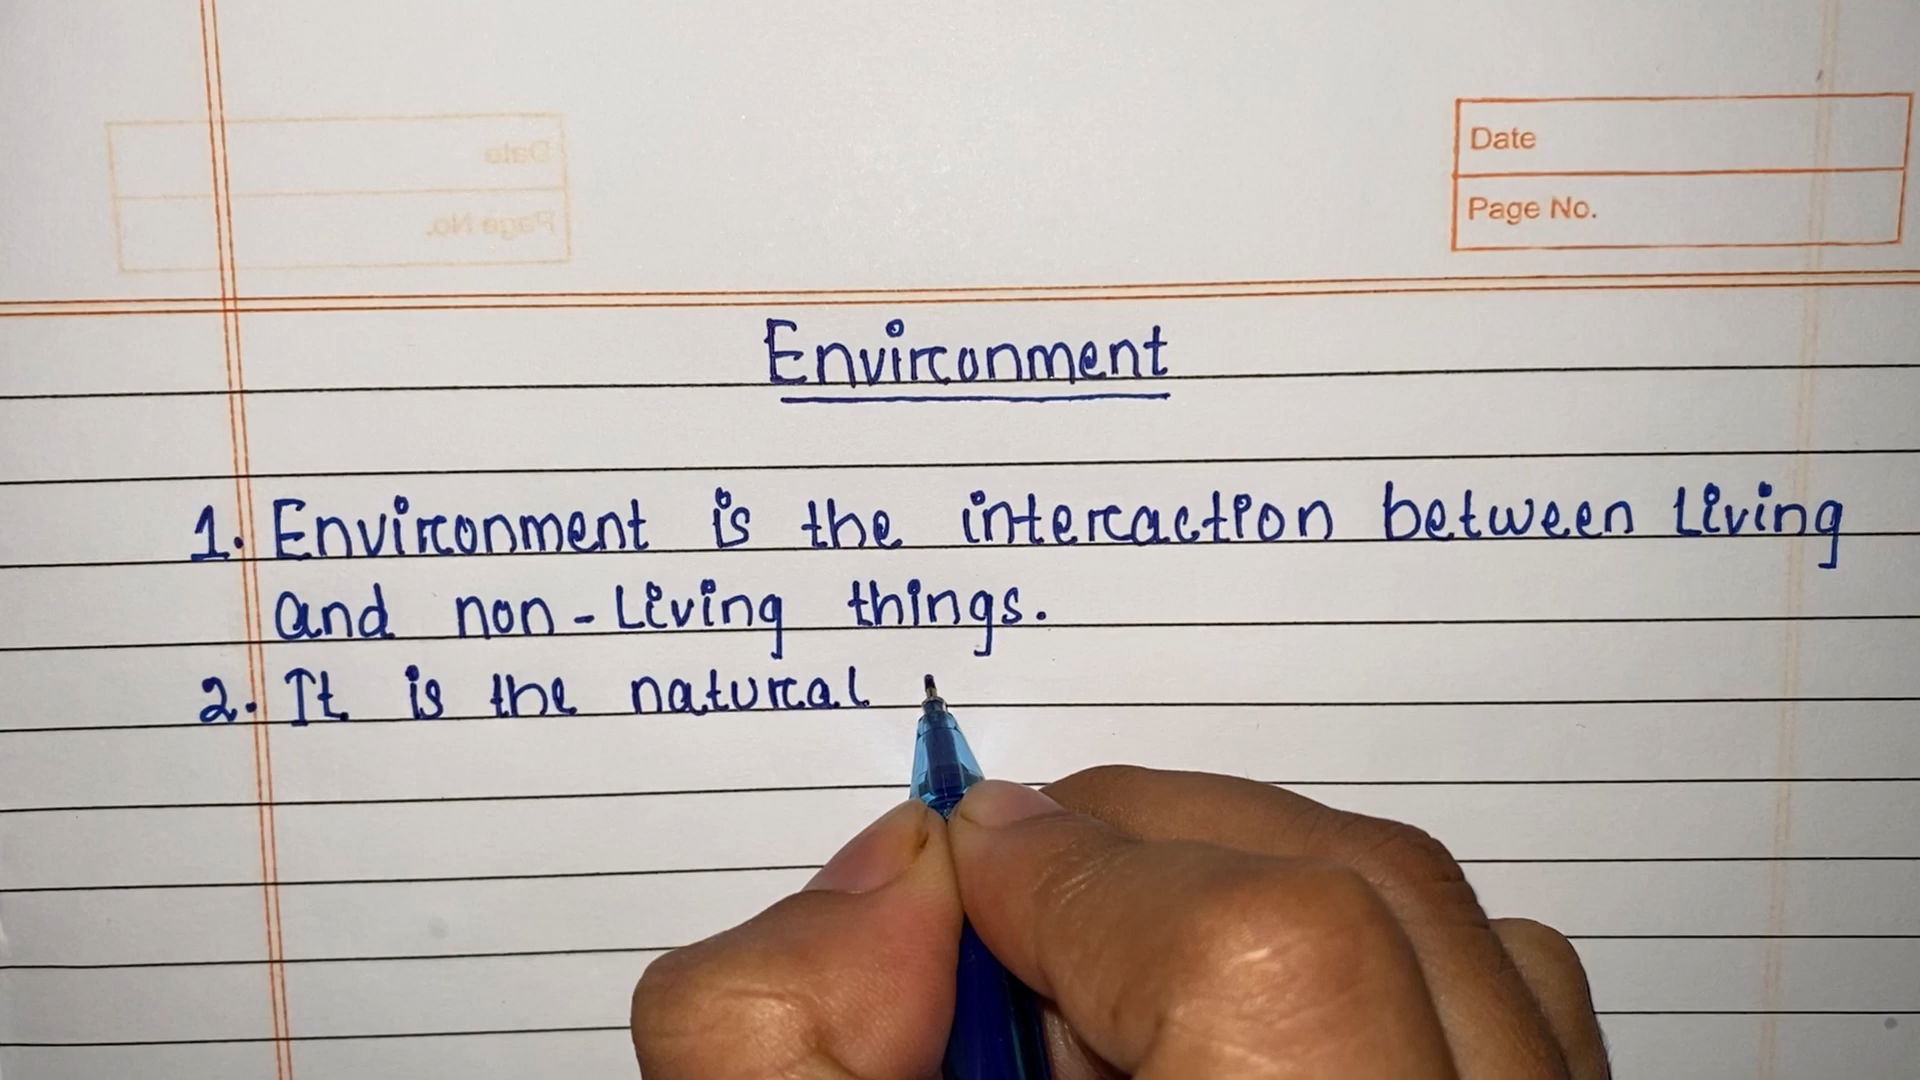 Date
Page No.
Environment
1. Environment is the interaction between Living
and non-Living things.
2. It is the natural